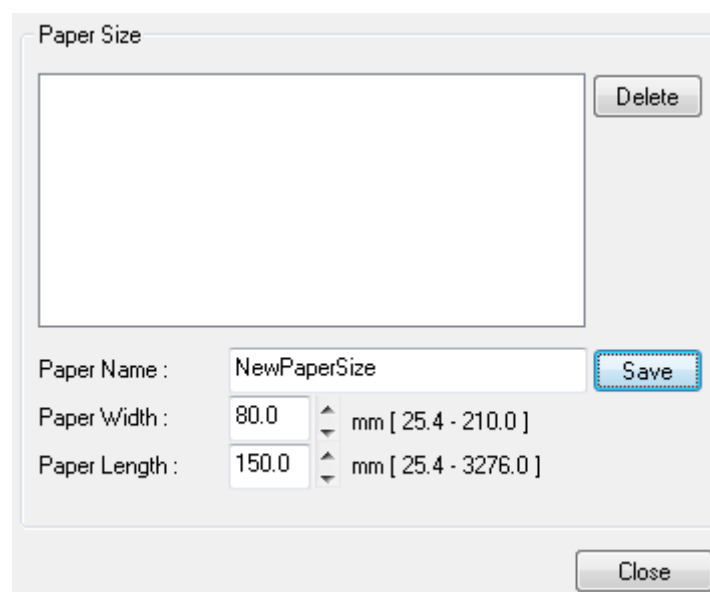 Paper Size
Delete
Paper Name : NewPaperSize Save
Paper Width : 80.0 mm [ 25.4 - 210.0 ]
Paper Length : 150.0 mm [ 25.4 - 3276.0 ]
Close